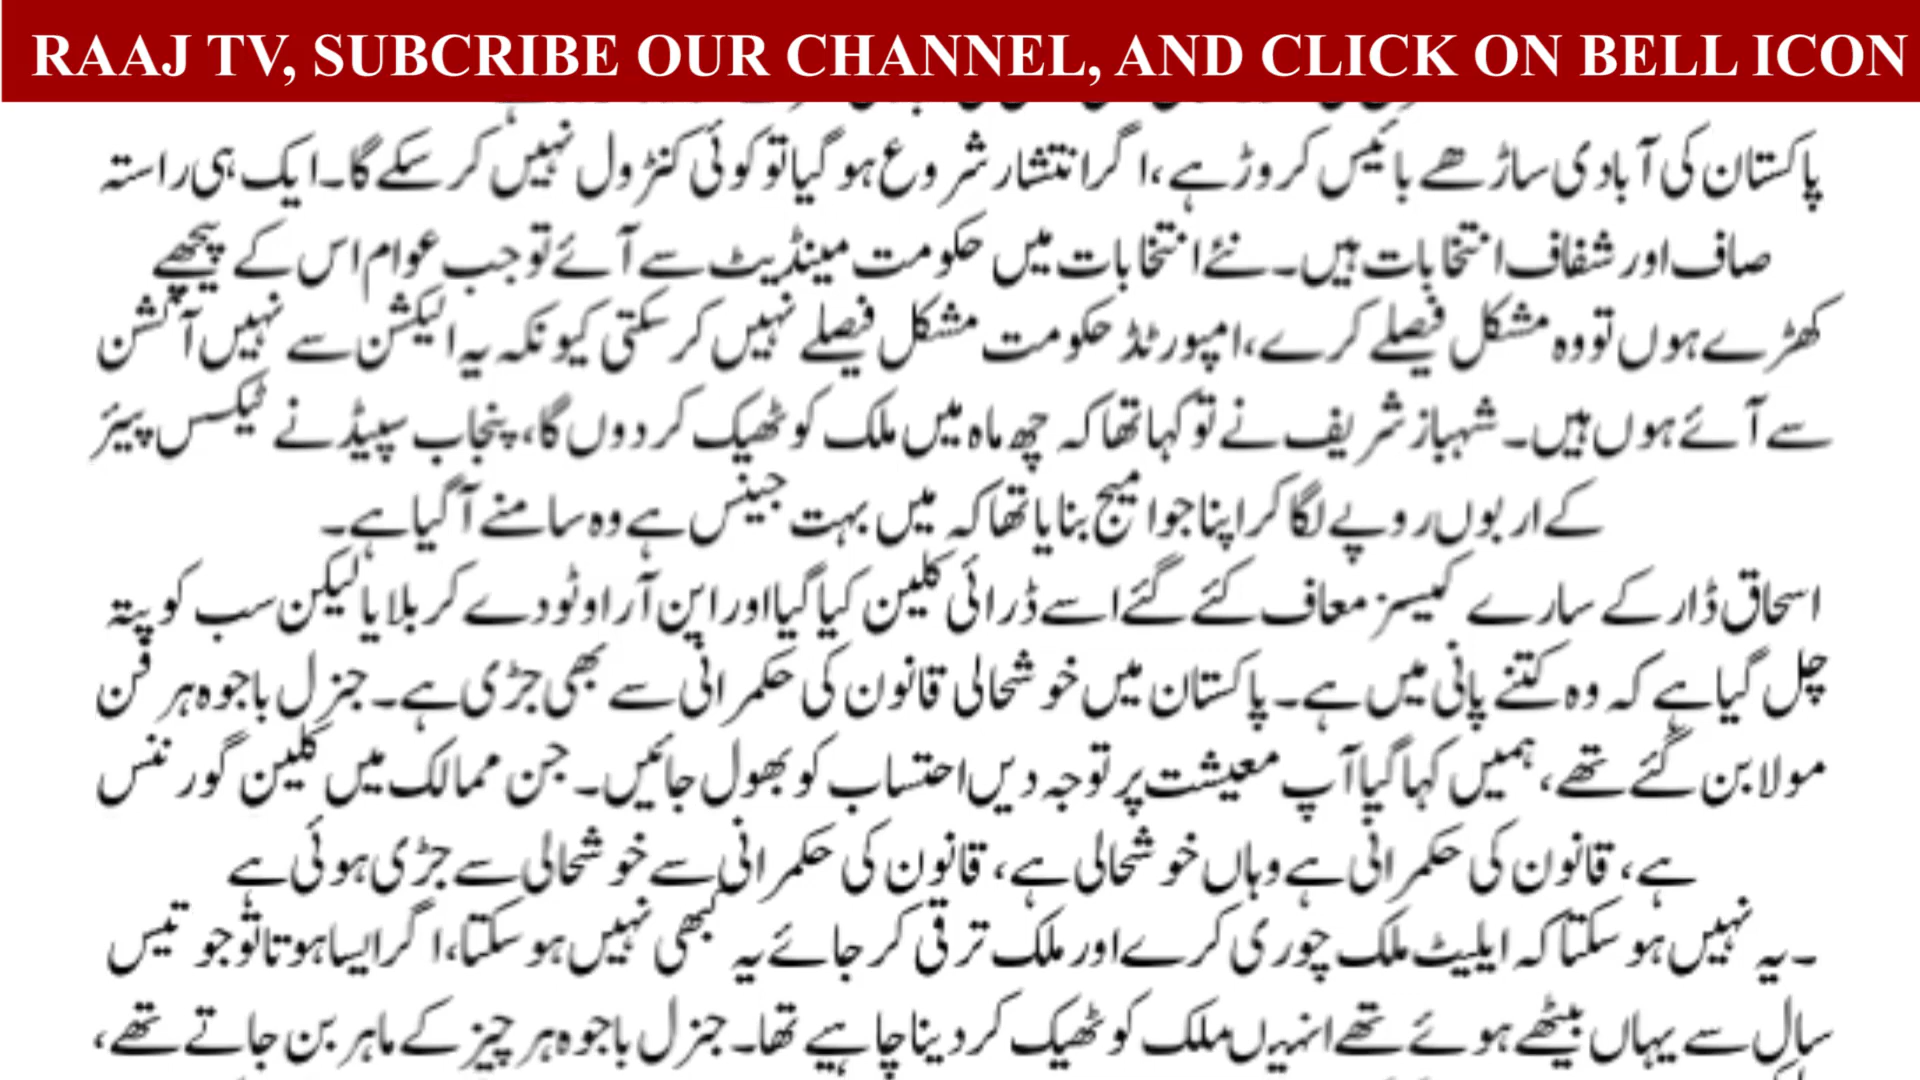 RAAJ TV, SUBCRIBE OUR CHANNEL, AND CLICK ON BELL ICON
پاکستان کی آبادی ساڑھے بائیس کروڑ ہے، اگر انتشار شروع ہو گیا تو کوئی کنٹرول نہیں کر سکے گا۔ ایک ہی راستہ
صاف اور شفاف انتخابات ہیں۔ نئے انتخابات میں حکومت مینڈیٹ سے آئے تو جب عوام اس کے پیچھے
کھڑے ہوں تو وہ مشکل فیصلے کرے، امپورٹڈ حکومت مشکل فیصلے نہیں کر سکتی کیونکہ یہ الیکشن سے نہیں آکشن
سے آئے ہوں ہیں۔ شہباز شریف نے تو کہا تھا کہ چھ ماہ میں ملک کو ٹھیک کر دوں گا، پنجاب سپیڈ نے ٹیکس پیئر
کے اربوں روپے لگا کر اپنا جو امیج بنایا تھا کہ میں بہت جینس ہے وہ سامنے آگیا ہے۔
اسحاق ڈار کے سارے کیسز معاف کئے گئے اسے ڈرائی کلین کیا گیا اور این آر او ٹو دے کر بلایا لیکن سب کو پتہ
چل گیا ہے کہ وہ کتنے پانی میں ہے۔ پاکستان میں خوشحالی قانون کی حکمرانی سے بھی جڑی ہے۔ جنرل باجوہ ہر فن
مولا بن گئے تھے، ہمیں کہا گیا آپ معیشت پر توجہ دیں احتساب کو بھول جائیں۔ جن ممالک میں کلین گورننس
ہے، قانون کی حکمرانی ہے وہاں خوشحالی ہے، قانون کی حکمرانی سے خوشحالی سے جڑی ہوئی ہے
۔ یہ نہیں ہو سکتا کہ ایلیٹ ملک چوری کرے اور ملک ترقی کر جائے یہ کبھی نہیں ہو سکتا، اگر ایسا ہوتا تو جو تیس
سال سے یہاں بیٹھے ہوئے تھے انہیں ملک کو ٹھیک کر دینا چاہیے تھا۔ جنرل باجوہ ہر چیز کے ماہر بن جاتے تھے،